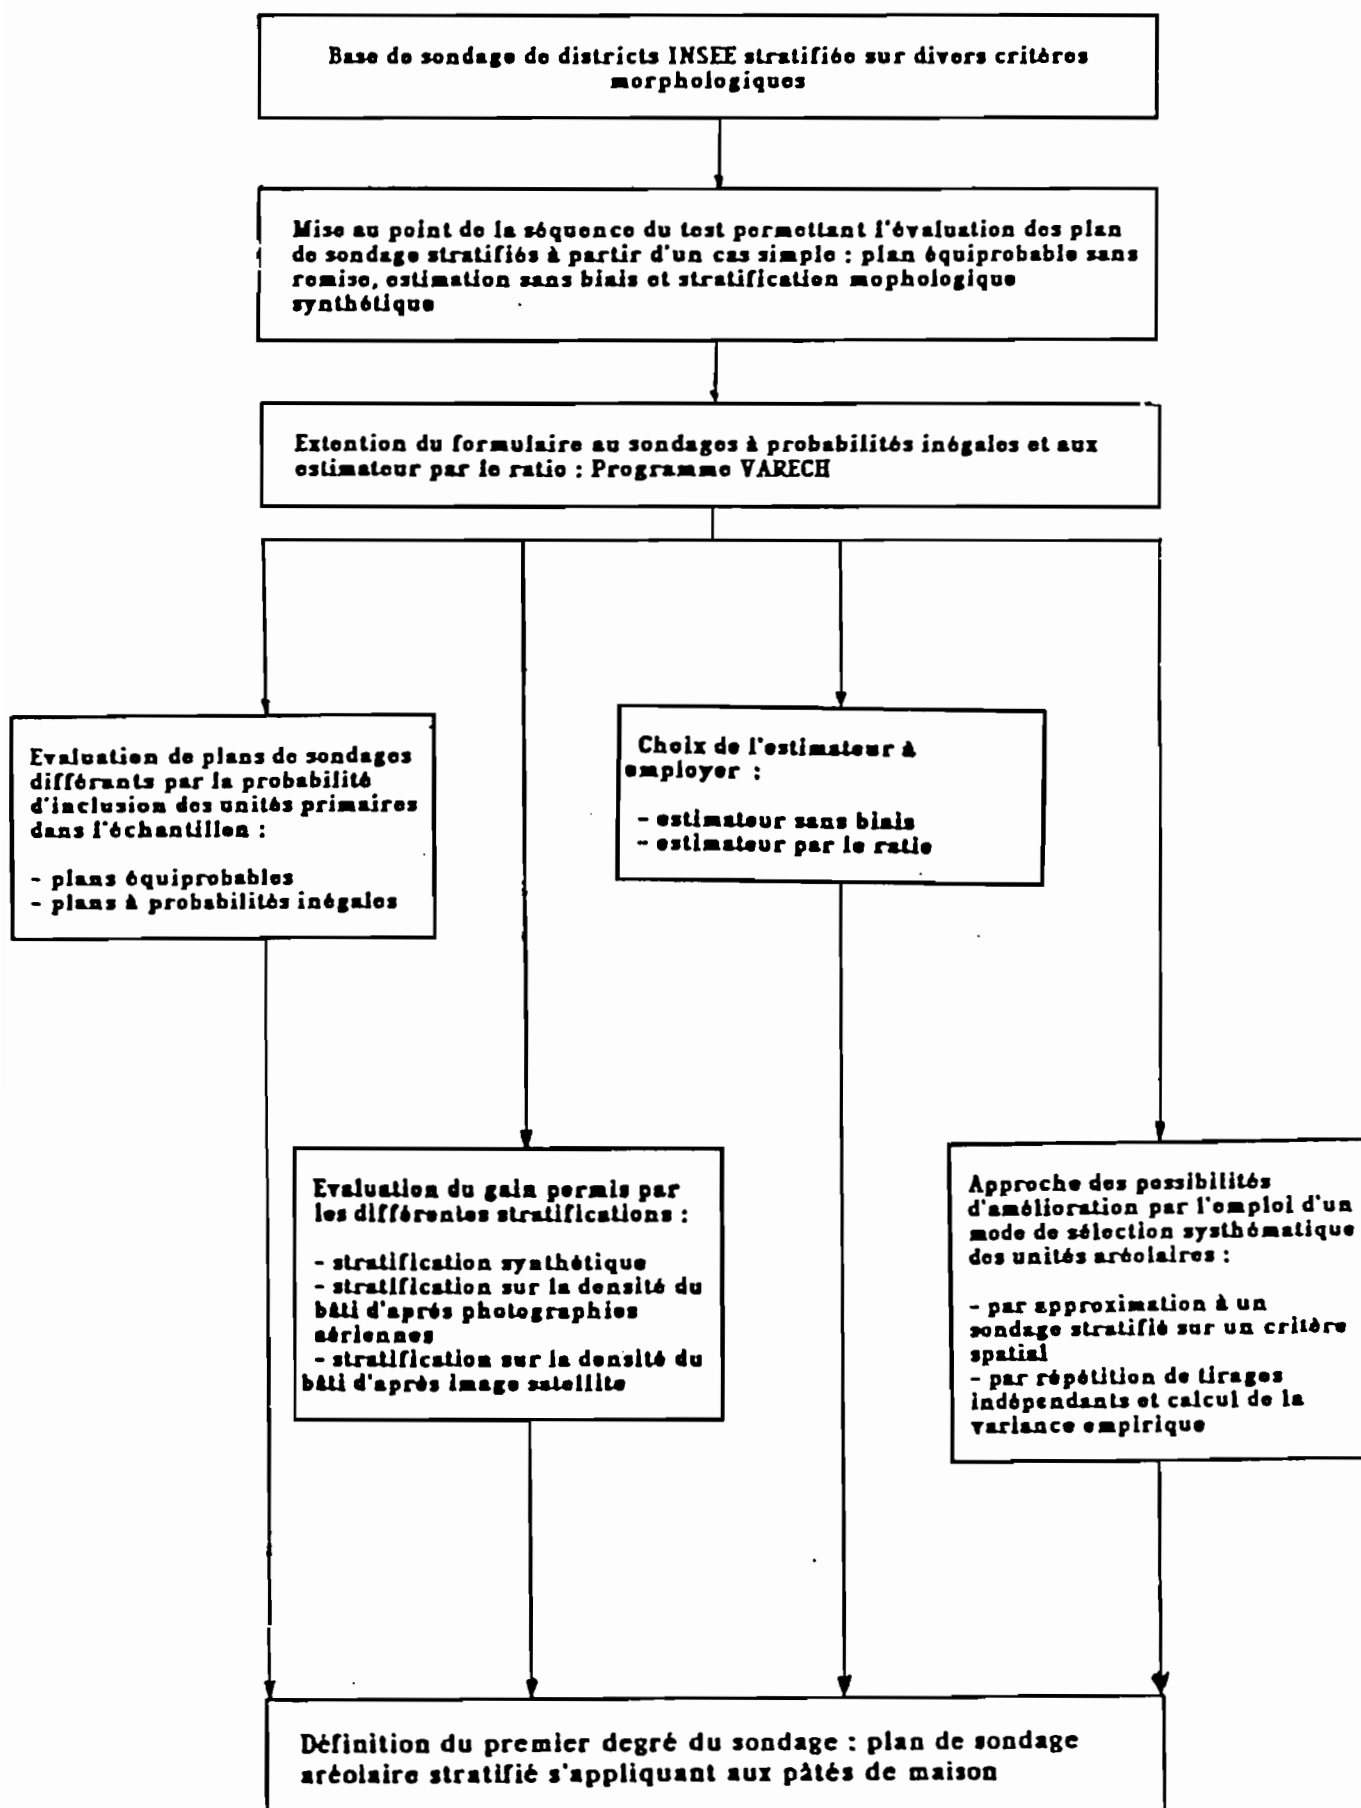 Base de sondage de districts INSEE stratifiée sur divers critères
morphologiques
Mise au point de la séquence du test permettant l'évaluation des plan
de sondage stratifiés à partir d'un cas simple : plan équiprobable sans
remise, estimation sans biais et stratification mophologique
synthétique
Extention du formulaire au sondages à probabilités inégales et aux
estimateur par le ratio : Programme VARECH
Evaluation de plans de sondages
différants par la probabilité
d'inclusion des unités primaires
dans l'échantillon :
- plans équiprobables
- plans à probabilités inégales
Choix de l'estimateur à
employer :
- estimateur sans biais
- estimateur par le ratio
Evaluation du gain permis par
les différentes stratifications :
- stratification synthétique
- stratification sur la densité du
bâti d'après photographies
aériennes
- stratification sur la densité du
bâti d'après image satellite
Approche des possibilités
d'amélioration par l'emploi d'un
mode de sélection systhématique
des unités aréolaires :
- par approximation à un
sondage stratifié sur un critère
spatial
- par répétition de tirages
indépendants et calcul de la
variance empirique
Définition du premier degré du sondage : plan de sondage
aréolaire stratifié s'appliquant aux pâtés de maison